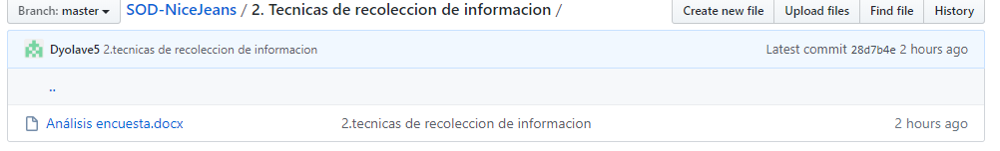 Branch: master SOD-NiceJeans / 2. Tecnicas de recoleccion de informacion / Create new file Upload files Find file History
Dyolave5 2.tecnicas de recoleccion de informacion Latest commit 28d7b4e 2 hours ago
..
Análisis encuesta.docx 2.tecnicas de recoleccion de informacion 2 hours ago